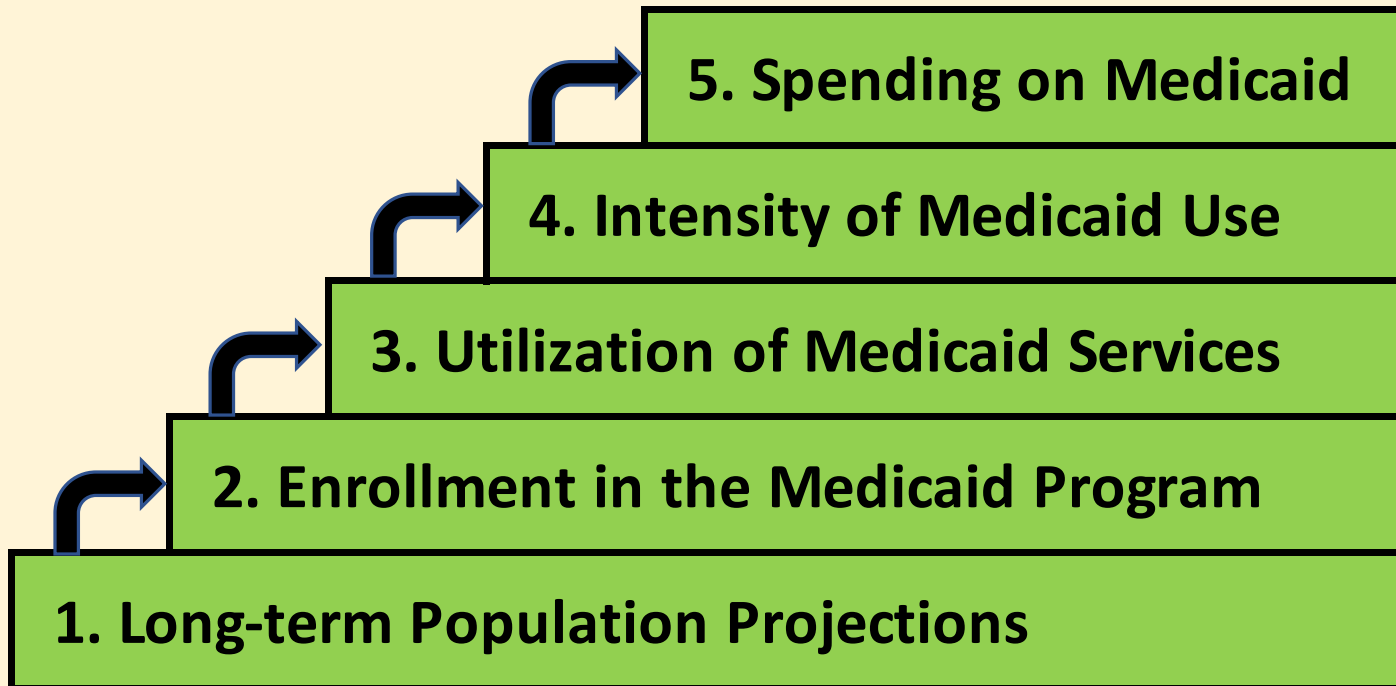 5. Spending on Medicaid
4. Intensity of Medicaid Use
3. Utilization of Medicaid Services
2. Enrollment in the Medicaid Program
1. Long-term Population Projections